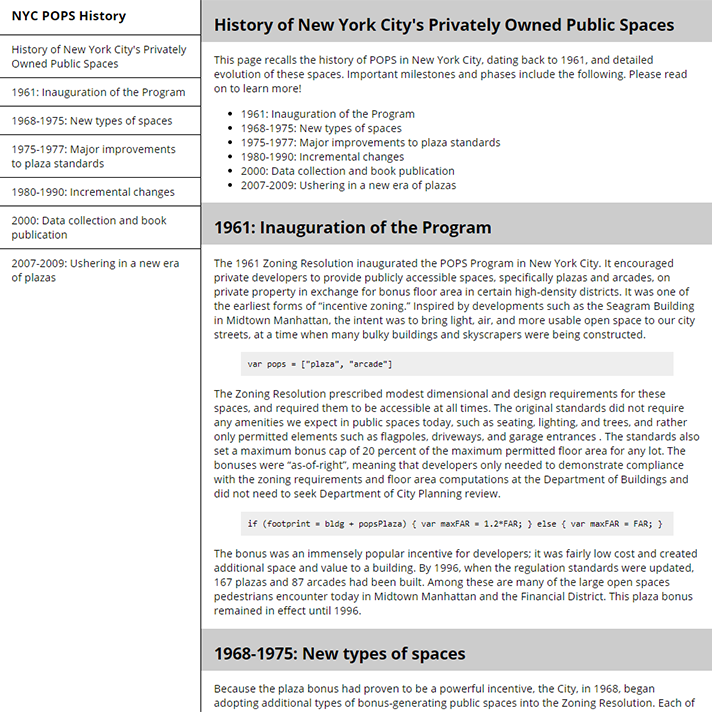 NYC POPS History
History of New York City's Privately
Owned Public Spaces
1961: Inauguration of the Program
1968-1975: New types of spaces
1975-1977: Major improvements
to plaza standards
1980-1990: Incremental changes
2000: Data collection and book
publication
2007-2009: Ushering in a new era
of plazas
History of New York City's Privately Owned Public Spaces
This page recalls the history of POPS in New York City, dating back to 1961, and detailed
evolution of these spaces. Important milestones and phases include the following. Please read
on to learn more!
• 1961: Inauguration of the Program
• 1968-1975: New types of spaces
• 1975-1977: Major improvements to plaza standards
• 1980-1990: Incremental changes
• 2000: Data collection and book publication
• 2007-2009: Ushering in a new era of plazas
1961: Inauguration of the Program
The 1961 Zoning Resolution inaugurated the POPS Program in New York City. It encouraged
private developers to provide publicly accessible spaces, specifically plazas and arcades, on
private property in exchange for bonus floor area in certain high-density districts. It was one of
the earliest forms of “incentive zoning.” Inspired by developments such as the Seagram Building
in Midtown Manhattan, the intent was to bring light, air, and more usable open space to our city
streets, at a time when many bulky buildings and skyscrapers were being constructed.
var pops = ["plaza", "arcade"]
The Zoning Resolution prescribed modest dimensional and design requirements for these
spaces, and required them to be accessible at all times. The original standards did not require
any amenities we expect in public spaces today, such as seating, lighting, and trees, and rather
only permitted elements such as flagpoles, driveways, and garage entrances . The standards also
set a maximum bonus cap of 20 percent of the maximum permitted floor area for any lot. The
bonuses were “as-of-right”, meaning that developers only needed to demonstrate compliance
with the zoning requirements and floor area computations at the Department of Buildings and
did not need to seek Department of City Planning review.
if (footprint = bldg + popsPlaza) { var maxFAR = 1.2*FAR; } else { var maxFAR = FAR; }
The bonus was an immensely popular incentive for developers; it was fairly low cost and created
additional space and value to a building. By 1996, when the regulation standards were updated,
167 plazas and 87 arcades had been built. Among these are many of the large open spaces
pedestrians encounter today in Midtown Manhattan and the Financial District. This plaza bonus
remained in effect until 1996.
1968-1975: New types of spaces
Because the plaza bonus had proven to be a powerful incentive, the City, in 1968, began
adopting additional types of bonus-generating public spaces into the Zoning Resolution. Each of